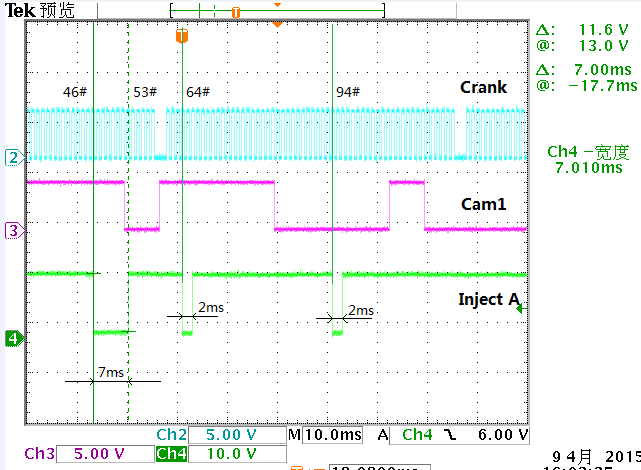 Tek 预览
T
T
Δ: 11.6 V
@: 13.0 V
Δ: 7.00ms
@: -17.7ms
46# 53# 64# 94# Crank
2
Ch4 -宽度
7.010ms
Cam1
3
Inject A
2ms 2ms
4
7ms
Ch2 5.00 V M 10.0ms A Ch4 6.00 V
Ch3 5.00 V Ch4 10.0 V
9 4月 2015